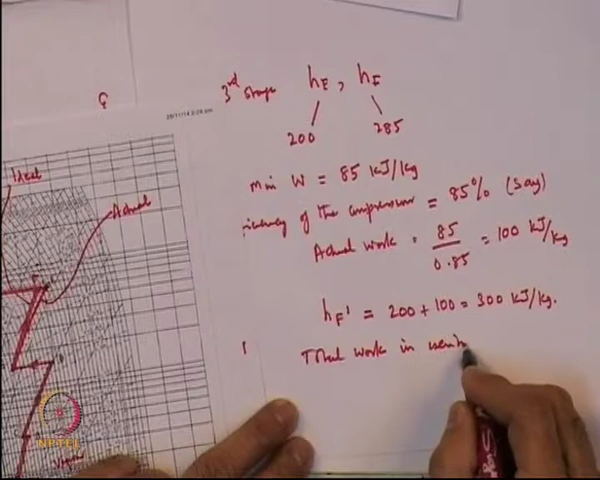 3rd stage hE, hF
200 285
Min W = 85 kJ/kg
iciency of the compressor = 85% (say)
Actual work = 85/0.85 = 100 kJ/kg
hF' = 200 + 100 = 300 kJ/kg.
Total work in
Ideal
Actual
NPTEL